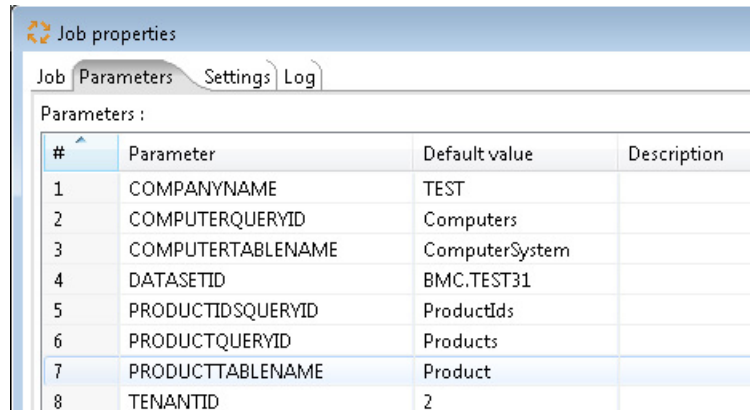 Job properties
Job Parameters Settings Log
Parameters :
# Parameter Default value Description
1 COMPANYNAME TEST
2 COMPUTERQUERYID Computers
3 COMPUTERTABLENAME ComputerSystem
4 DATASETID BMC.TEST31
5 PRODUCTIDSQUERYID ProductIds
6 PRODUCTQUERYID Products
7 PRODUCTTABLENAME Product
8 TENANTID 2